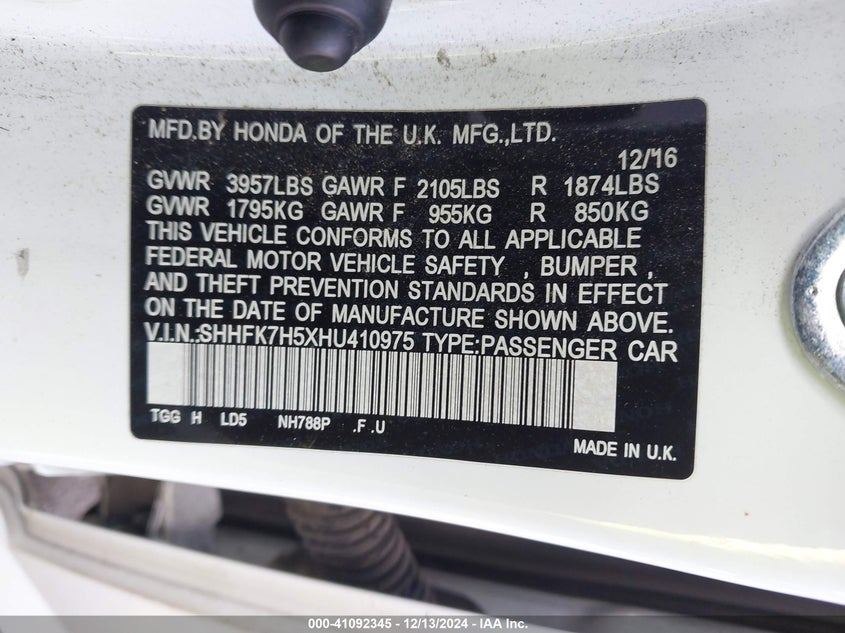 MFD.BY HONDA OF THE U.K. MFG.,LTD.
12/16
GVWR 3957LBS GAWR F 2105LBS R 1874LBS
GVWR 1795KG GAWR F 955KG R 850KG
THIS VEHICLE CONFORMS TO ALL APPLICABLE
FEDERAL MOTOR VEHICLE SAFETY , BUMPER ,
AND THEFT PREVENTION STANDARDS IN EFFECT
ON THE DATE OF MANUFACTURE SHOWN ABOVE.
V.I.N.:SHHFK7H5XHU410975 TYPE:PASSENGER CAR
TGG H LD5 NH788P .F .U
MADE IN U.K.
000-41092345 - 12/13/2024 - IAA Inc.